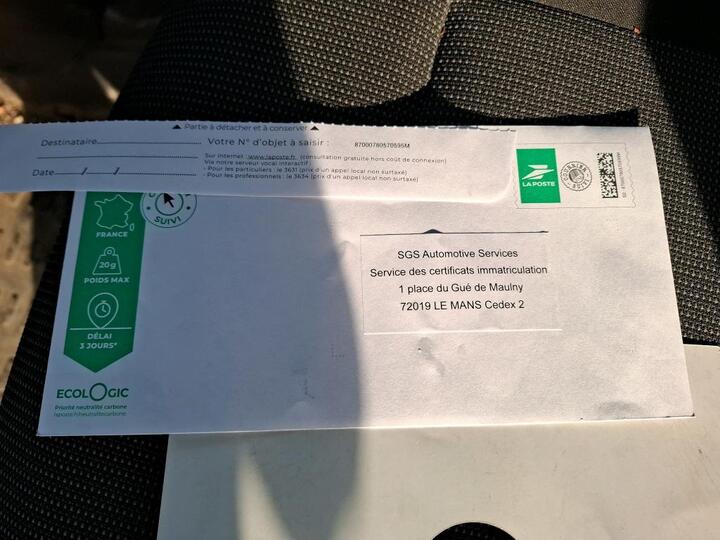 ▲ Partie à détacher et à conserver ▲
Destinataire
Votre N° d'objet à saisir : 87000780570595M
Sur Internet : www.laposte.fr (consultation gratuite hors coût de connexion)
Via notre serveur vocal interactif :
- Pour les particuliers : le 3631 (prix d'un appel local non surtaxé)
- Pour les professionnels : le 3634 (prix d'un appel local non surtaxé)
Date....../....../......
LA POSTE
SUIVI
FRANCE
20g
POIDS MAX
DÉLAI
3 JOURS*
ECOLOGIC
Priorité neutralité carbone
laposte.fr/neutralitecarbone
SGS Automotive Services
Service des certificats immatriculation
1 place du Gué de Maulny
72019 LE MANS Cedex 2